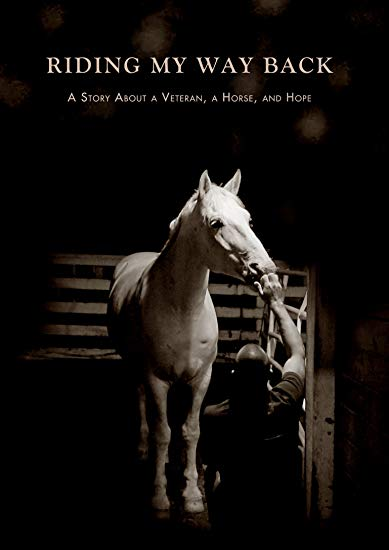 RIDING MY WAY BACK
A Story About a Veteran, a Horse, and Hope